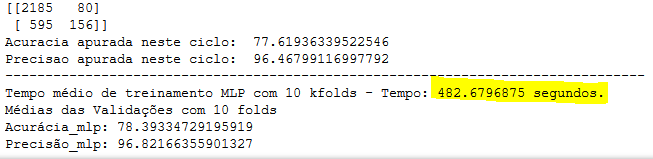 [[2185   80]
 [ 595  156]]
Acuracia apurada neste ciclo:  77.61936339522546
Precisao apurada neste ciclo:  96.46799116997792
--------------------------------------------------------------------------------
Tempo médio de treinamento MLP com 10 kfolds - Tempo: 482.6796875 segundos.
Médias das Validações com 10 folds
Acurácia_mlp: 78.39334729195919
Precisão_mlp: 96.82166355901327